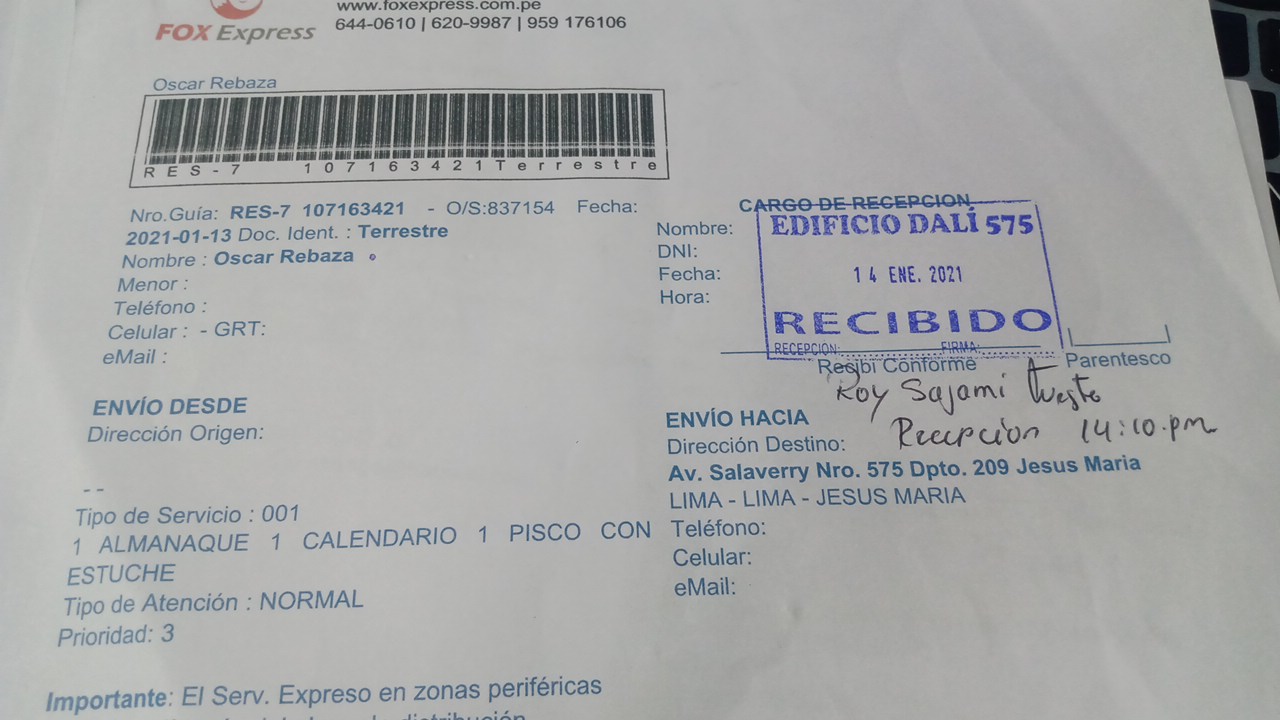 www.foxexpress.com.pe
FOX Express
644-0610 | 620-9987 | 959 176106
Oscar Rebaza
RES-7 107163421Terrestre
Nro.Guía: RES-7 107163421 - O/S:837154 Fecha:
2021-01-13 Doc. Ident. : Terrestre
Nombre : Oscar Rebaza
Menor :
Teléfono :
Celular : - GRT:
eMail :
CARGO DE RECEPCION
Nombre:
DNI:
Fecha:
Hora:
EDIFICIO DALÍ 575
14 ENE. 2021
RECIBIDO
RECEPCION: FIRMA:
Recibi Conforme
Parentesco
Roy Sajami
Recepcion 14:10.pm
ENVÍO DESDE
Dirección Origen:
--
Tipo de Servicio : 001
1 ALMANAQUE 1 CALENDARIO 1 PISCO CON
ESTUCHE
Tipo de Atención : NORMAL
Prioridad: 3
ENVÍO HACIA
Dirección Destino:
Av. Salaverry Nro. 575 Dpto. 209 Jesus Maria
LIMA - LIMA - JESUS MARIA
Teléfono:
Celular:
eMail:
Importante: El Serv. Expreso en zonas periféricas
distribución